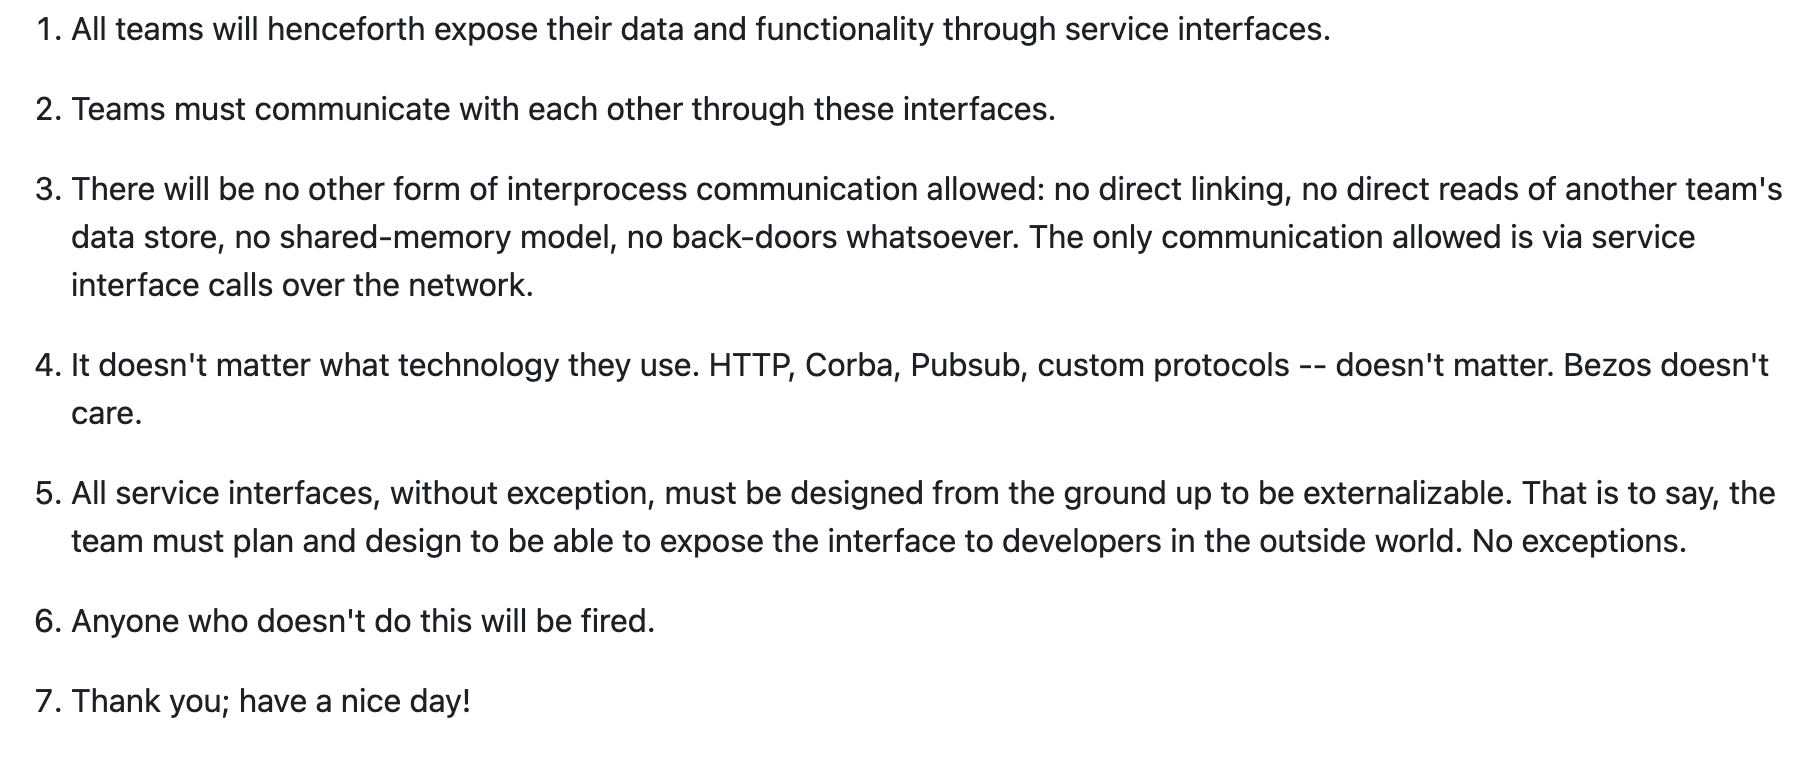 1. All teams will henceforth expose their data and functionality through service interfaces.
2. Teams must communicate with each other through these interfaces.
3. There will be no other form of interprocess communication allowed: no direct linking, no direct reads of another team's
data store, no shared-memory model, no back-doors whatsoever. The only communication allowed is via service
interface calls over the network.
4. It doesn't matter what technology they use. HTTP, Corba, Pubsub, custom protocols -- doesn't matter. Bezos doesn't
care.
5. All service interfaces, without exception, must be designed from the ground up to be externalizable. That is to say, the
team must plan and design to be able to expose the interface to developers in the outside world. No exceptions.
6. Anyone who doesn't do this will be fired.
7. Thank you; have a nice day!